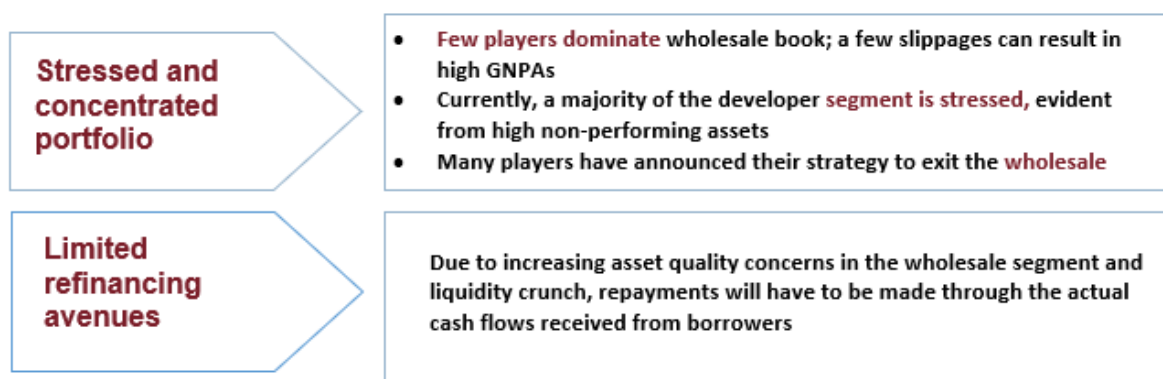 Stressed and
concentrated
portfolio
• Few players dominate wholesale book; a few slippages can result in
high GNPAs
• Currently, a majority of the developer segment is stressed, evident
from high non-performing assets
• Many players have announced their strategy to exit the wholesale
Limited
refinancing
avenues
Due to increasing asset quality concerns in the wholesale segment and
liquidity crunch, repayments will have to be made through the actual
cash flows received from borrowers